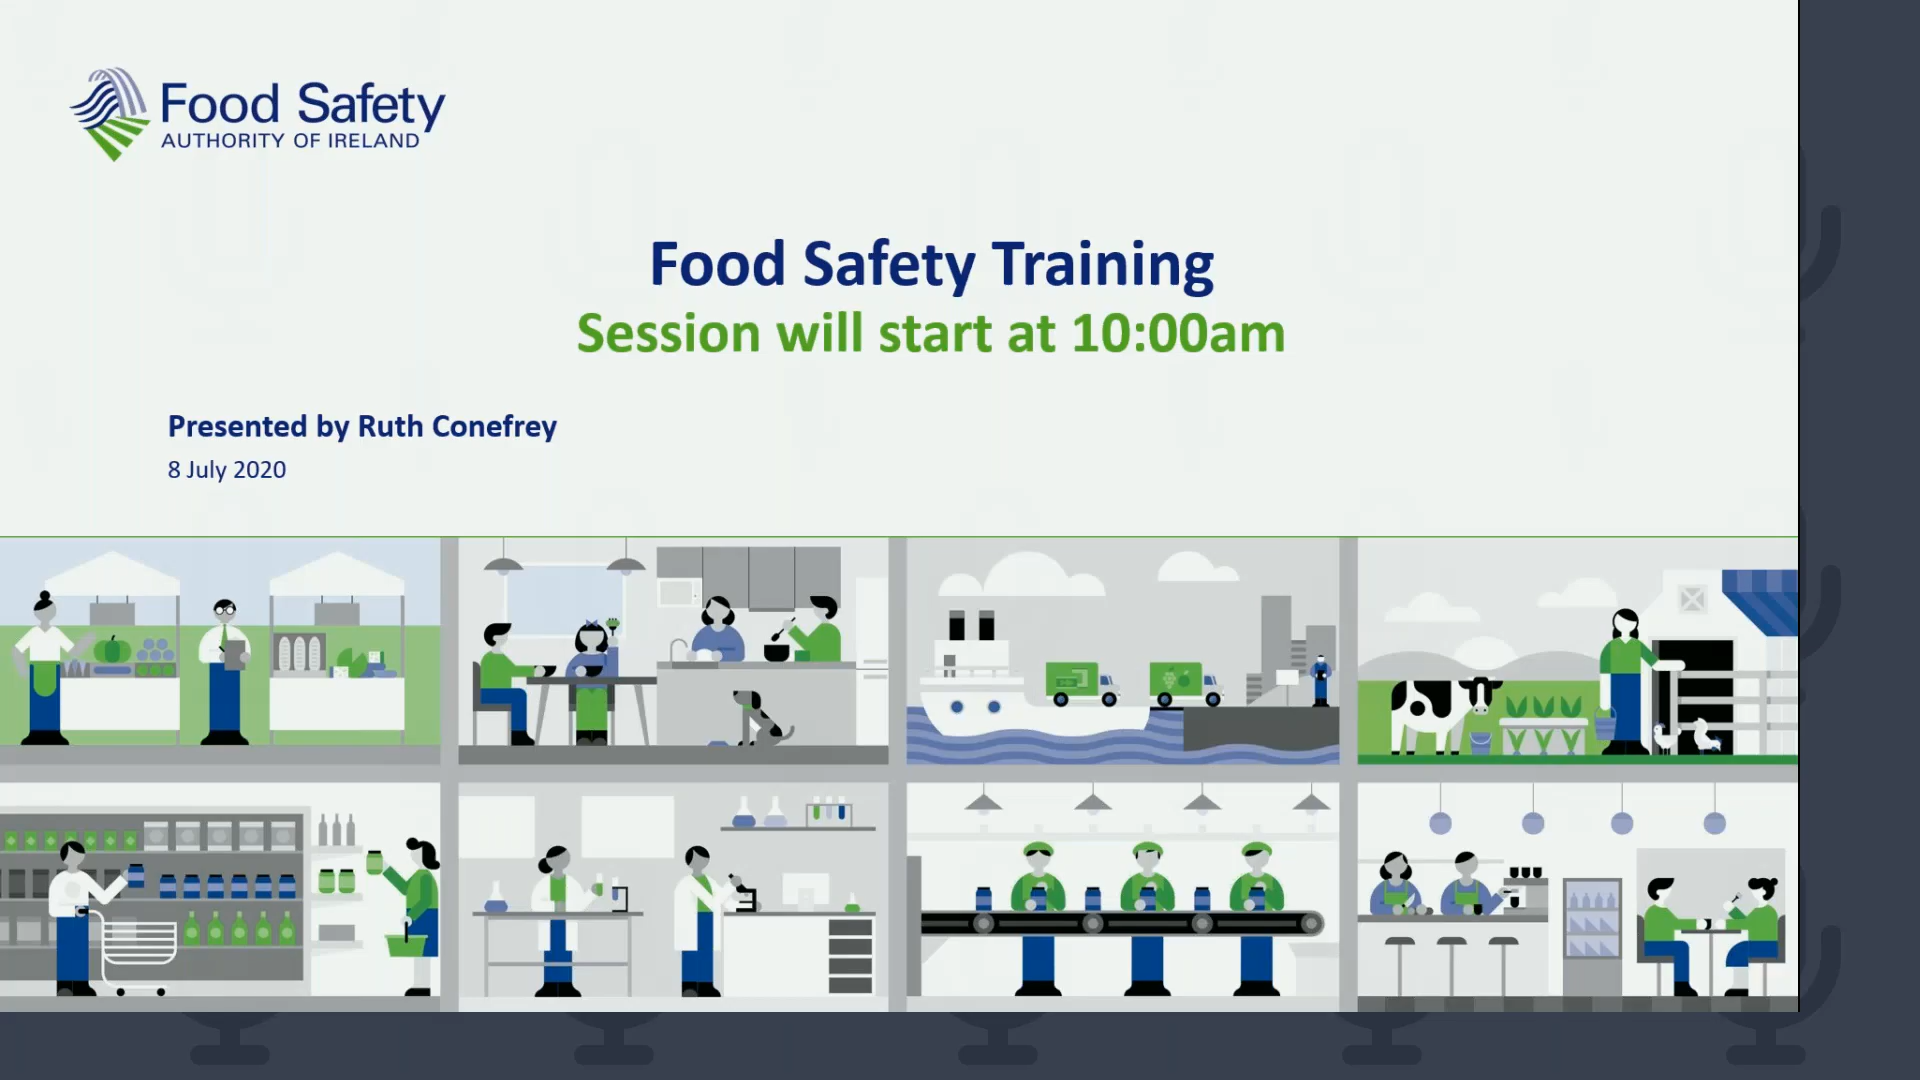 Food Safety
AUTHORITY OF IRELAND
Food Safety Training
Session will start at 10:00am
Presented by Ruth Conefrey
8 July 2020